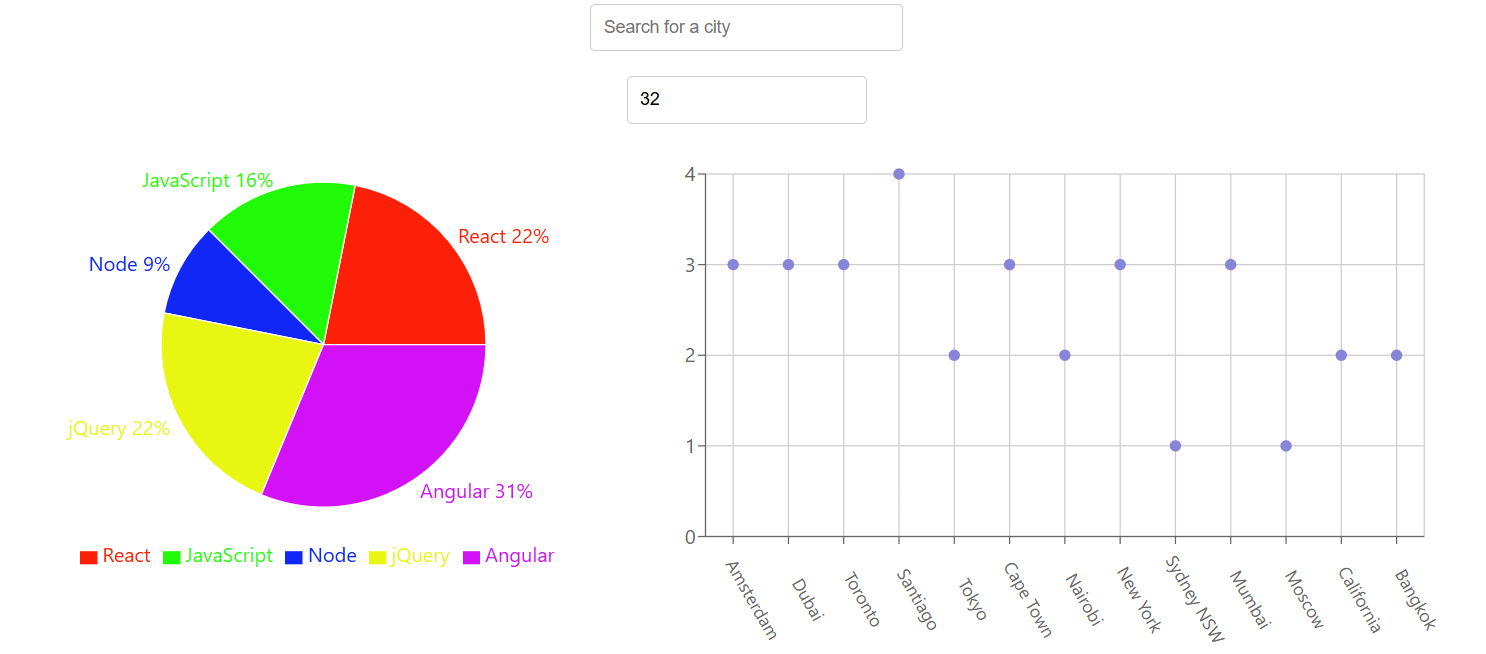 Search for a city
32
JavaScript 16%
React 22%
Node 9%
jQuery 22%
Angular 31%
React JavaScript Node jQuery Angular
4
3
2
1
0
Amsterdam
Dubai
Toronto
Santiago
Tokyo
Cape Town
Nairobi
New York
Sydney NSW
Mumbai
Moscow
California
Bangkok